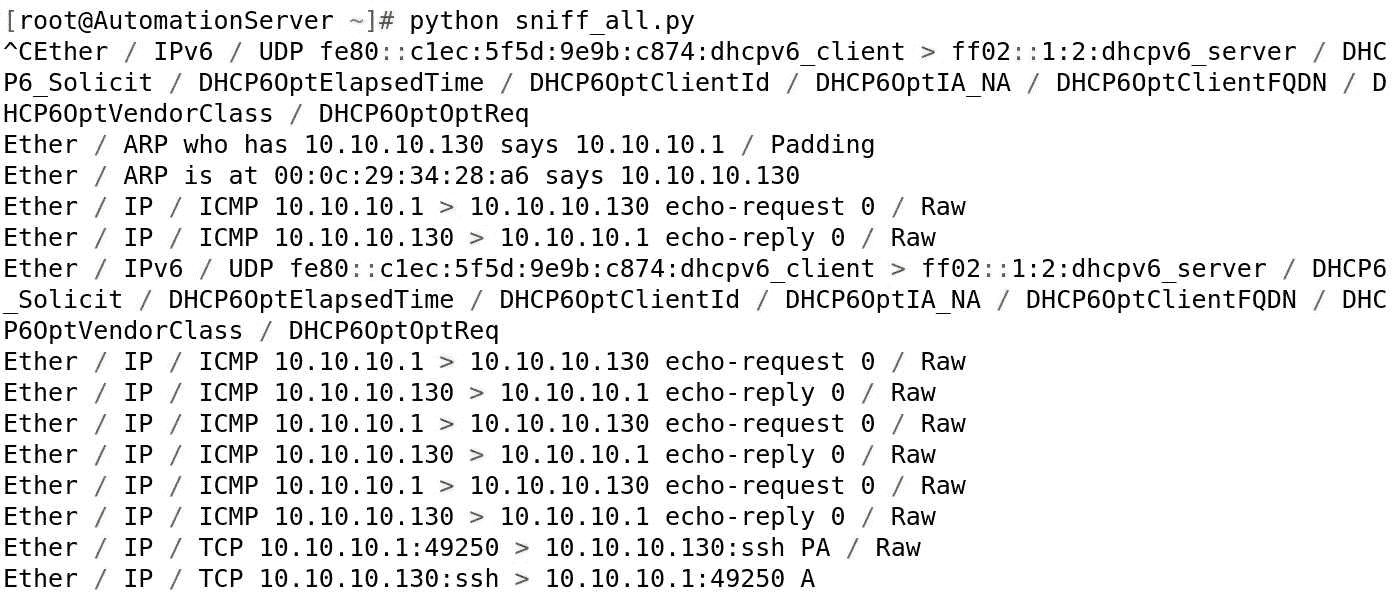 [root@AutomationServer ~]# python sniff_all.py
^CEther / IPv6 / UDP fe80::c1ec:5f5d:9e9b:c874:dhcpv6_client > ff02::1:2:dhcpv6_server / DHC
P6_Solicit / DHCP6OptElapsedTime / DHCP6OptClientId / DHCP6OptIA_NA / DHCP6OptClientFQDN / D
HCP6OptVendorClass / DHCP6OptOptReq
Ether / ARP who has 10.10.10.130 says 10.10.10.1 / Padding
Ether / ARP is at 00:0c:29:34:28:a6 says 10.10.10.130
Ether / IP / ICMP 10.10.10.1 > 10.10.10.130 echo-request 0 / Raw
Ether / IP / ICMP 10.10.10.130 > 10.10.10.1 echo-reply 0 / Raw
Ether / IPv6 / UDP fe80::c1ec:5f5d:9e9b:c874:dhcpv6_client > ff02::1:2:dhcpv6_server / DHCP6
_Solicit / DHCP6OptElapsedTime / DHCP6OptClientId / DHCP6OptIA_NA / DHCP6OptClientFQDN / DHC
P6OptVendorClass / DHCP6OptOptReq
Ether / IP / ICMP 10.10.10.1 > 10.10.10.130 echo-request 0 / Raw
Ether / IP / ICMP 10.10.10.130 > 10.10.10.1 echo-reply 0 / Raw
Ether / IP / ICMP 10.10.10.1 > 10.10.10.130 echo-request 0 / Raw
Ether / IP / ICMP 10.10.10.130 > 10.10.10.1 echo-reply 0 / Raw
Ether / IP / ICMP 10.10.10.1 > 10.10.10.130 echo-request 0 / Raw
Ether / IP / ICMP 10.10.10.130 > 10.10.10.1 echo-reply 0 / Raw
Ether / IP / TCP 10.10.10.1:49250 > 10.10.10.130:ssh PA / Raw
Ether / IP / TCP 10.10.10.130:ssh > 10.10.10.1:49250 A